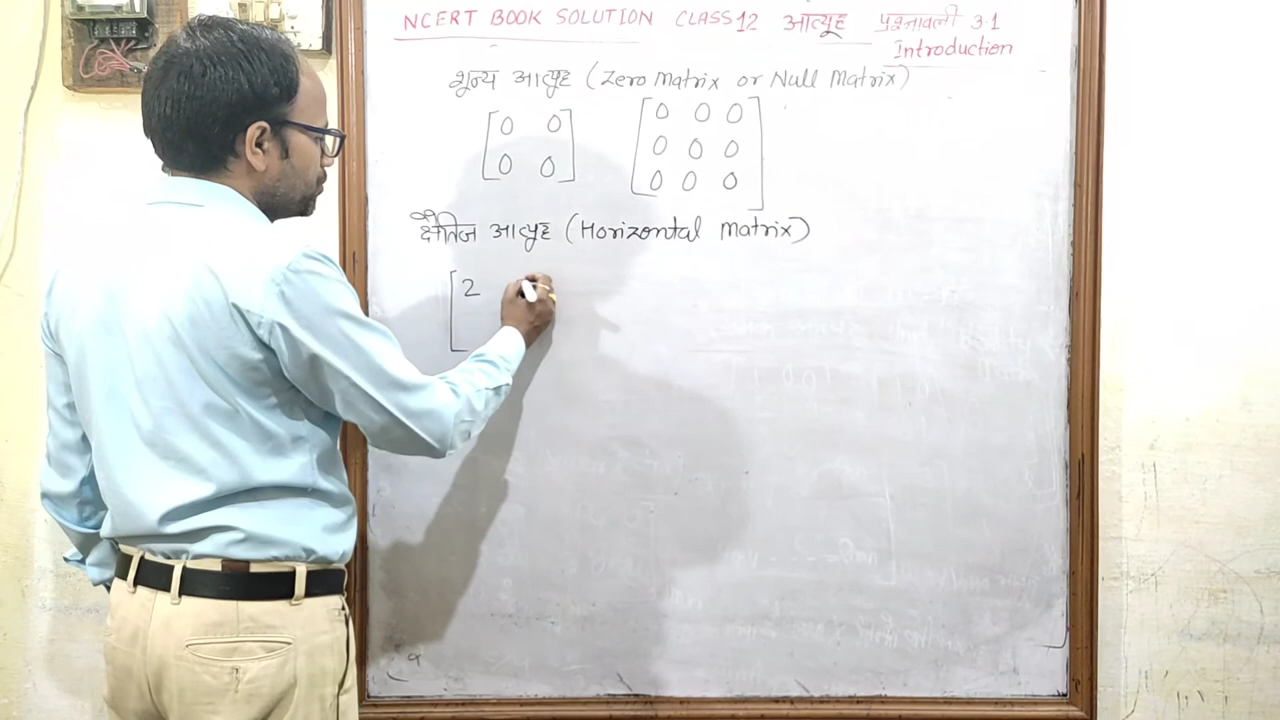 NCERT BOOK SOLUTION CLASS 12 आव्यूह प्रश्नावली 3.1
Introduction
शून्य आव्यूह (Zero Matrix or Null Matrix)
0 0 0 0 0
0 0 0 0 0
0 0 0
क्षैतिज आव्यूह (Horizontal Matrix)
2